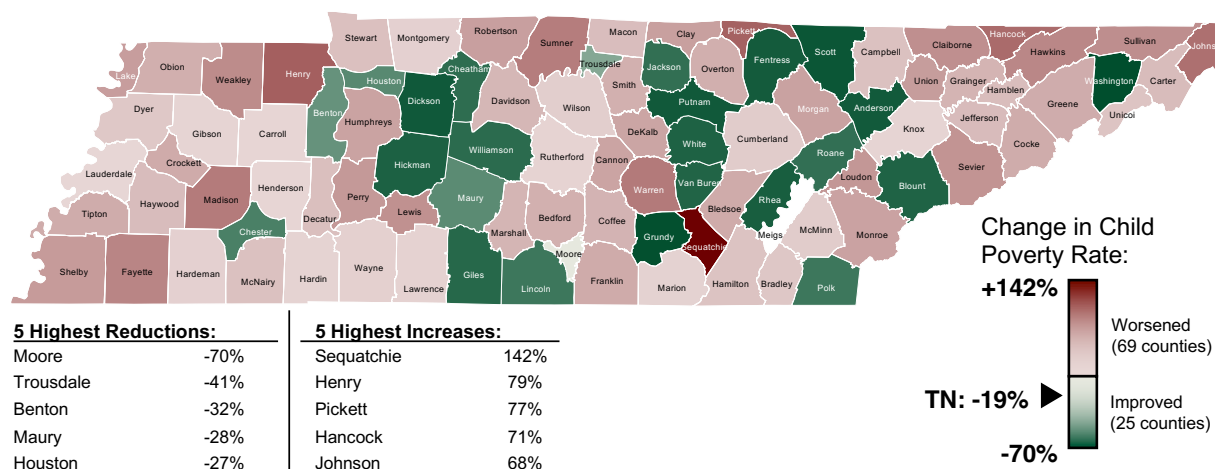 Stewart
Montgomery
Robertson
Sumner
Macon
Clay
Pickett
Scott
Campbell
Claiborne
Hancock
Hawkins
Sullivan
Johns
Lake
Obion
Weakley
Henry
Houston
Cheatham
Trousdale
Jackson
Overton
Fentress
Union
Grainger
Hamblen
Washington
Carter
Dyer
Gibson
Carroll
Benton
Humphreys
Dickson
Davidson
Wilson
Smith
Putnam
Morgan
Anderson
Knox
Jefferson
Greene
Unicoi
Lauderdale
Crockett
Haywood
Madison
Henderson
Decatur
Perry
Hickman
Williamson
Rutherford
Cannon
DeKalb
White
Cumberland
Roane
Loudon
Blount
Sevier
Cocke
Tipton
Chester
Lewis
Maury
Marshall
Bedford
Coffee
Warren
Van Buren
Bledsoe
Rhea
Meigs
McMinn
Monroe
Shelby
Fayette
Hardeman
McNairy
Hardin
Wayne
Lawrence
Giles
Lincoln
Moore
Franklin
Grundy
Sequatchie
Marion
Hamilton
Bradley
Polk
5 Highest Reductions:
Moore -70%
Trousdale -41%
Benton -32%
Maury -28%
Houston -27%
5 Highest Increases:
Sequatchie 142%
Henry 79%
Pickett 77%
Hancock 71%
Johnson 68%
Change in Child
Poverty Rate:
+142%
Worsened
(69 counties)
TN: -19%
Improved
(25 counties)
-70%